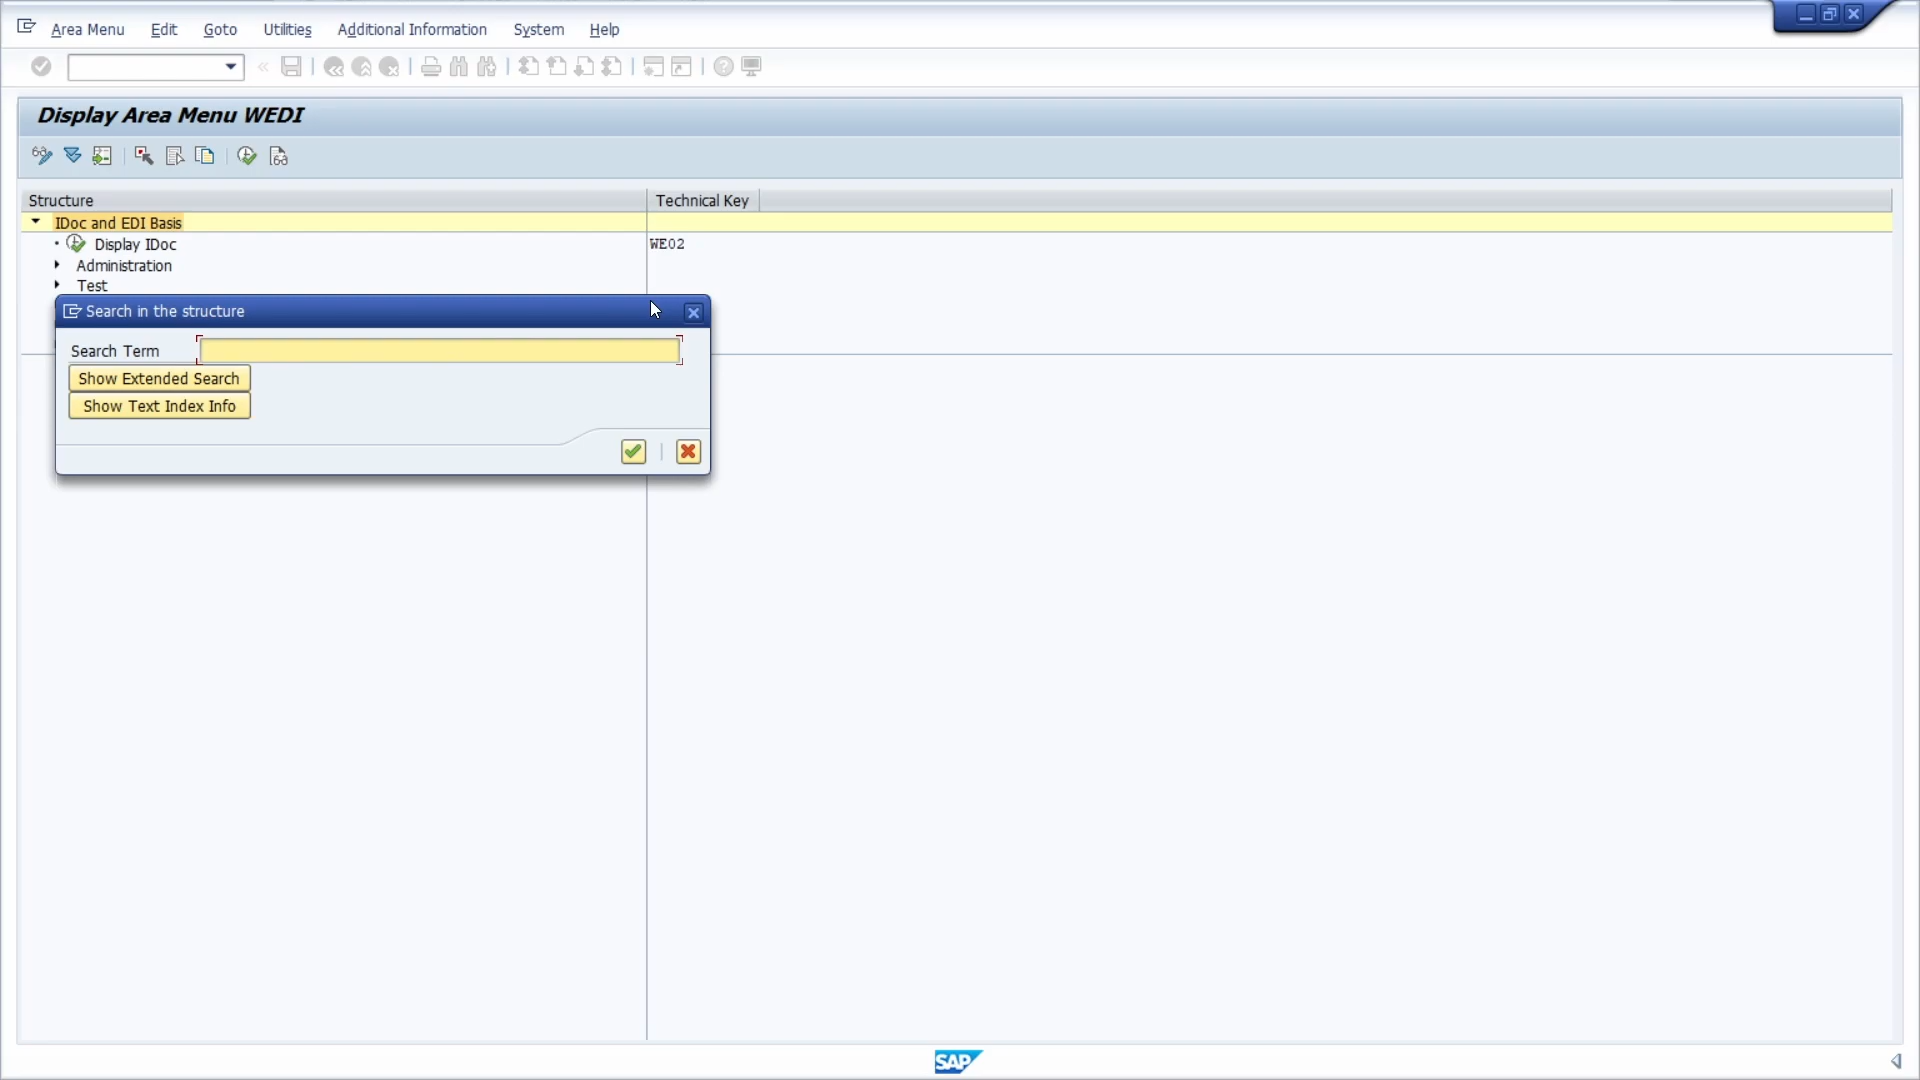 Area Menu Edit Goto Utilities Additional Information System Help
Display Area Menu WEDI
Structure Technical Key
IDoc and EDI Basis
Display IDoc WE02
Administration
Test
Search in the structure
Search Term
Show Extended Search
Show Text Index Info
SAP